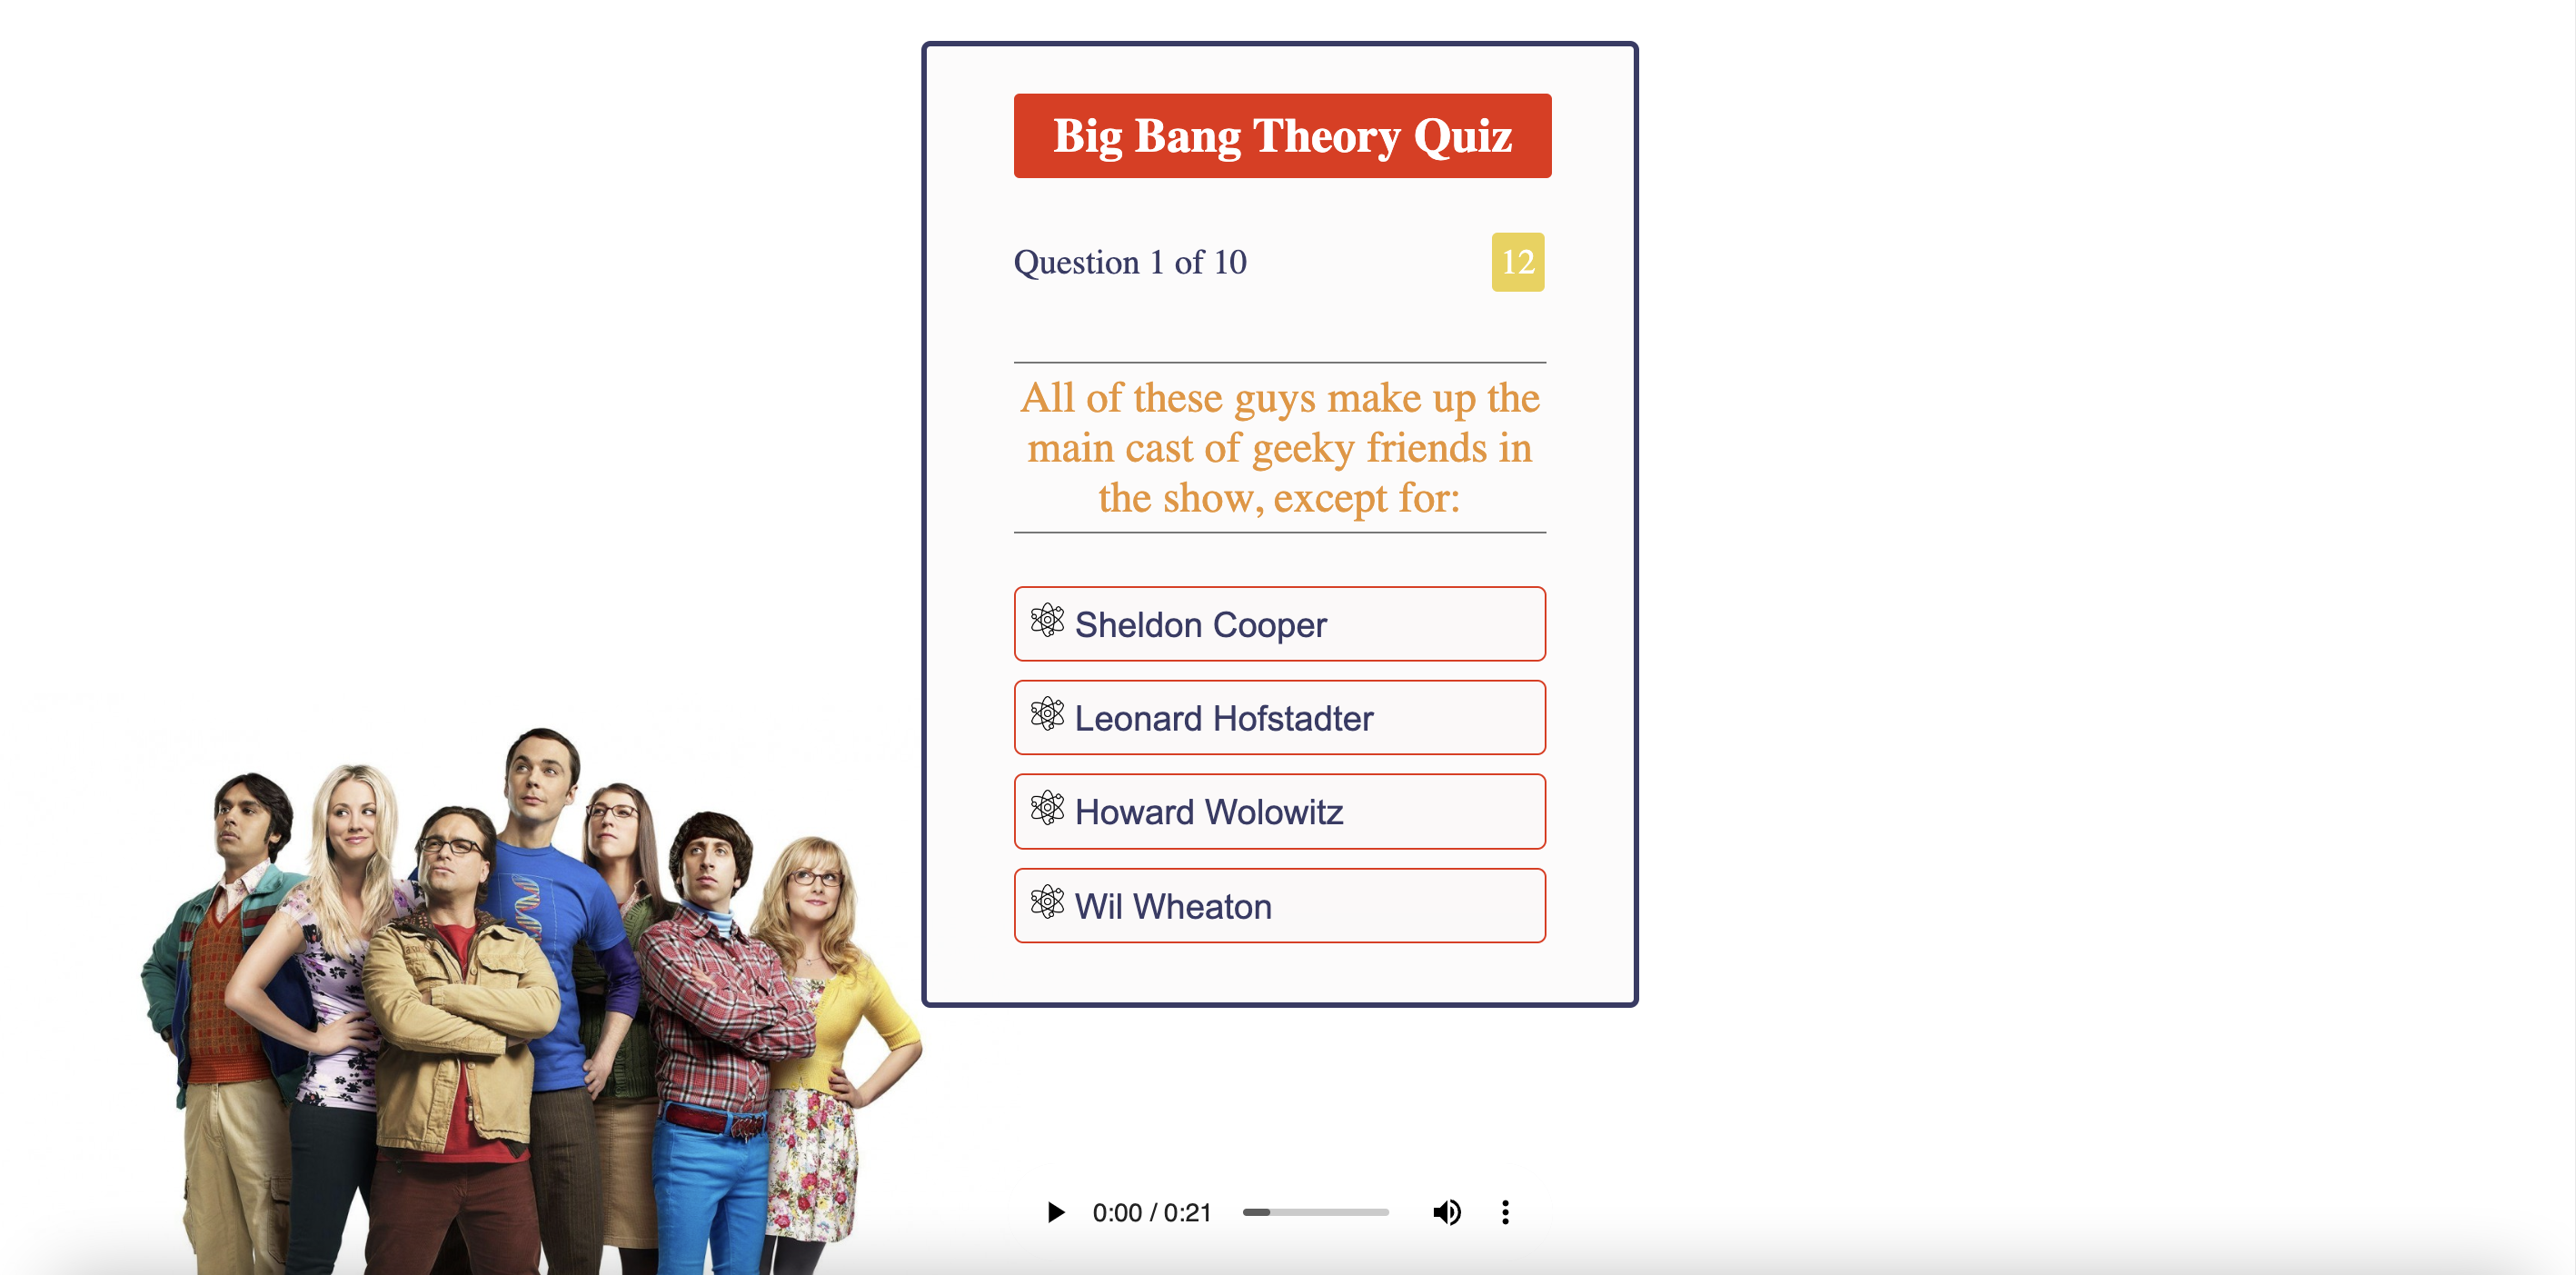 Big Bang Theory Quiz
Question 1 of 10
12
All of these guys make up the
main cast of geeky friends in
the show, except for:
Sheldon Cooper
Leonard Hofstadter
Howard Wolowitz
Wil Wheaton
0:00 / 0:21